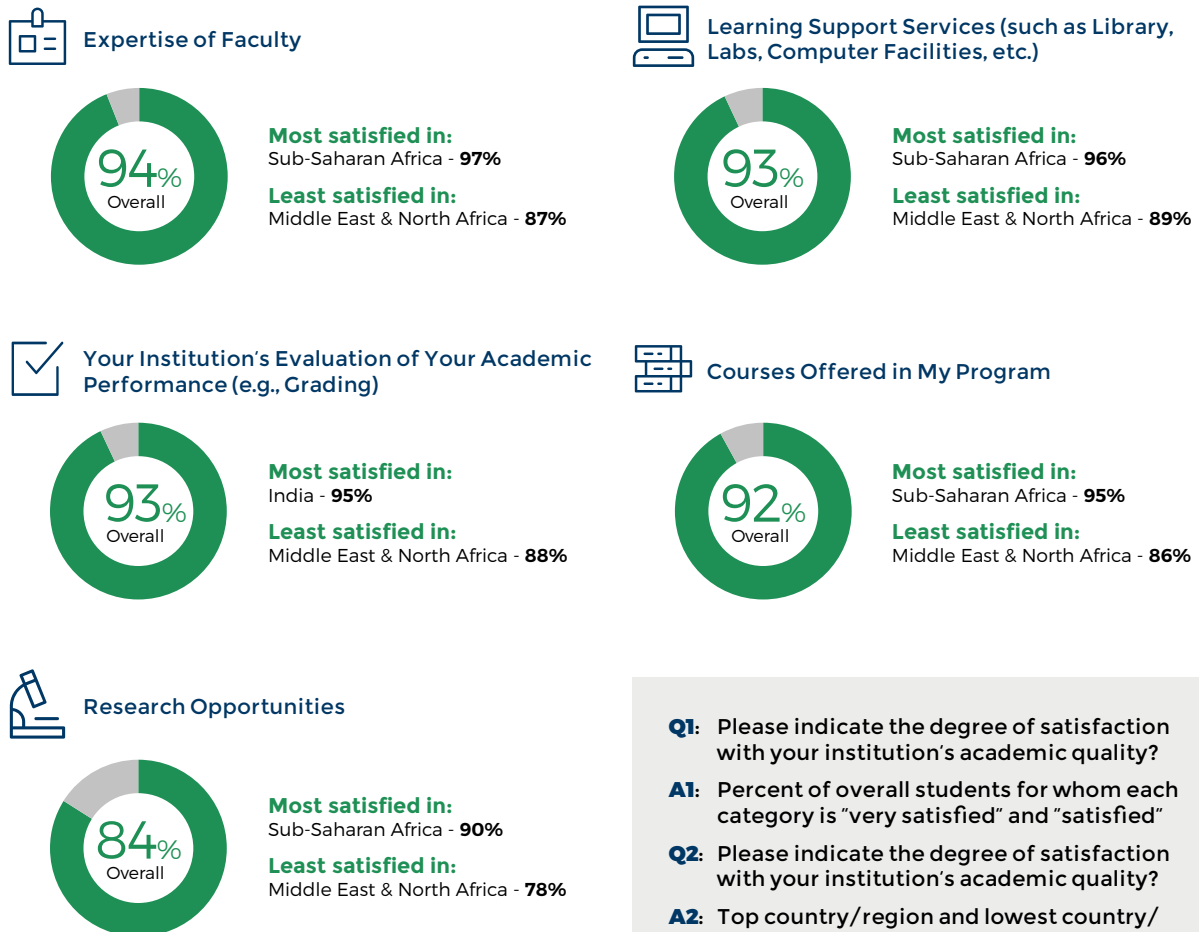 Expertise of Faculty
94%
Overall
Most satisfied in:
Sub-Saharan Africa - 97%
Least satisfied in:
Middle East & North Africa - 87%
Learning Support Services (such as Library,
Labs, Computer Facilities, etc.)
93%
Overall
Most satisfied in:
Sub-Saharan Africa - 96%
Least satisfied in:
Middle East & North Africa - 89%
Your Institution's Evaluation of Your Academic
Performance (e.g., Grading)
93%
Overall
Most satisfied in:
India - 95%
Least satisfied in:
Middle East & North Africa - 88%
Courses Offered in My Program
92%
Overall
Most satisfied in:
Sub-Saharan Africa - 95%
Least satisfied in:
Middle East & North Africa - 86%
Research Opportunities
84%
Overall
Most satisfied in:
Sub-Saharan Africa - 90%
Least satisfied in:
Middle East & North Africa - 78%
Q1: Please indicate the degree of satisfaction
with your institution's academic quality?
A1: Percent of overall students for whom each
category is "very satisfied" and "satisfied"
Q2: Please indicate the degree of satisfaction
with your institution's academic quality?
A2: Top country/region and lowest country/